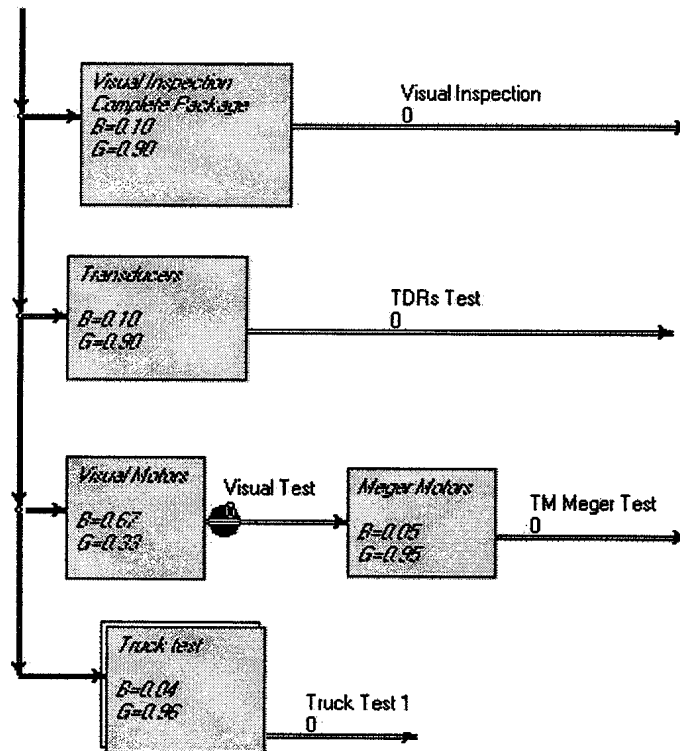 Visual Inspection
Complete Package
B=0.10
G=0.90
Visual Inspection
0
Transducers
B=0.10
G=0.90
TDRs Test
0
Visual Motors
B=0.67
G=0.33
Visual Test
Meger Motors
B=0.05
G=0.95
TM Meger Test
0
Truck test
B=0.04
G=0.96
Truck Test 1
0